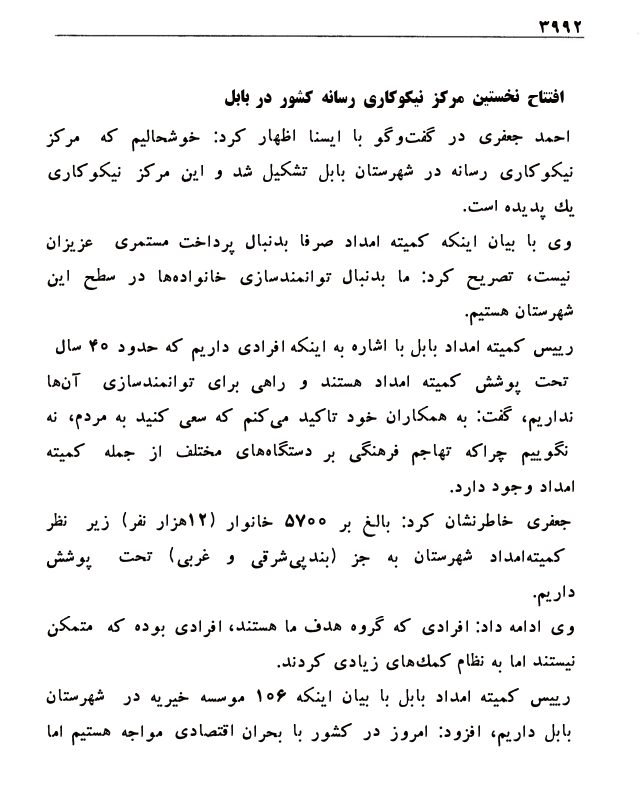 ۳۹۹۲
افتتاح نخستین مرکز نیکوکاری رسانه کشور در بابل
احمد جعفری در گفت‌وگو با ایسنا اظهار کرد: خوشحالیم که مرکز
نیکوکاری رسانه در شهرستان بابل تشکیل شد و این مرکز نیکوکاری
یك پدیده است.
وی با بیان اینکه کمیته امداد صرفا بدنبال پرداخت مستمری عزیزان
نیست، تصریح کرد: ما بدنبال توانمندسازی خانواده‌ها در سطح این
شهرستان هستیم.
رییس کمیته امداد بابل با اشاره به اینکه افرادی داریم که حدود ۴۰ سال
تحت پوشش کمیته امداد هستند و راهی برای توانمندسازی آن‌ها
نداریم، گفت: به همکاران خود تاکید می‌کنم که سعی کنید به مردم، نه
نگوییم چراکه تهاجم فرهنگی بر دستگاه‌های مختلف از جمله کمیته
امداد وجود دارد.
جعفری خاطرنشان کرد: بالغ بر ۵۷۰۰ خانوار (۱۲هزار نفر) زیر نظر
کمیته‌امداد شهرستان به جز (بندپی‌شرقی و غربی) تحت پوشش
داریم.
وی ادامه داد: افرادی که گروه هدف ما هستند، افرادی بوده که متمکن
نیستند اما به نظام کمك‌های زیادی کردند.
رییس کمیته امداد بابل با بیان اینکه ۱۰۶ موسسه خیریه در شهرستان
بابل داریم، افزود: امروز در کشور با بحران اقتصادی مواجه هستیم اما